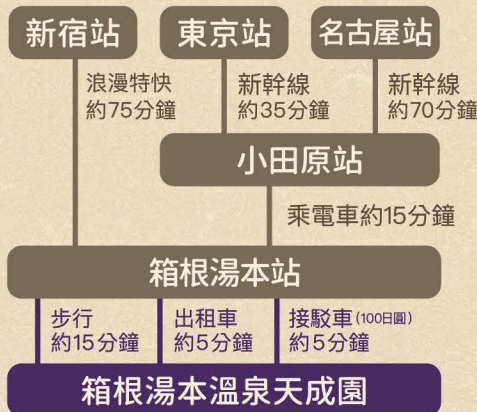 新宿站
東京站
名古屋站
浪漫特快
約75分鐘
新幹線
約35分鐘
新幹線
約70分鐘
小田原站
乘電車約15分鐘
箱根湯本站
步行
約15分鐘
出租車
約5分鐘
接駁車(100日圓)
約5分鐘
箱根湯本溫泉天成園